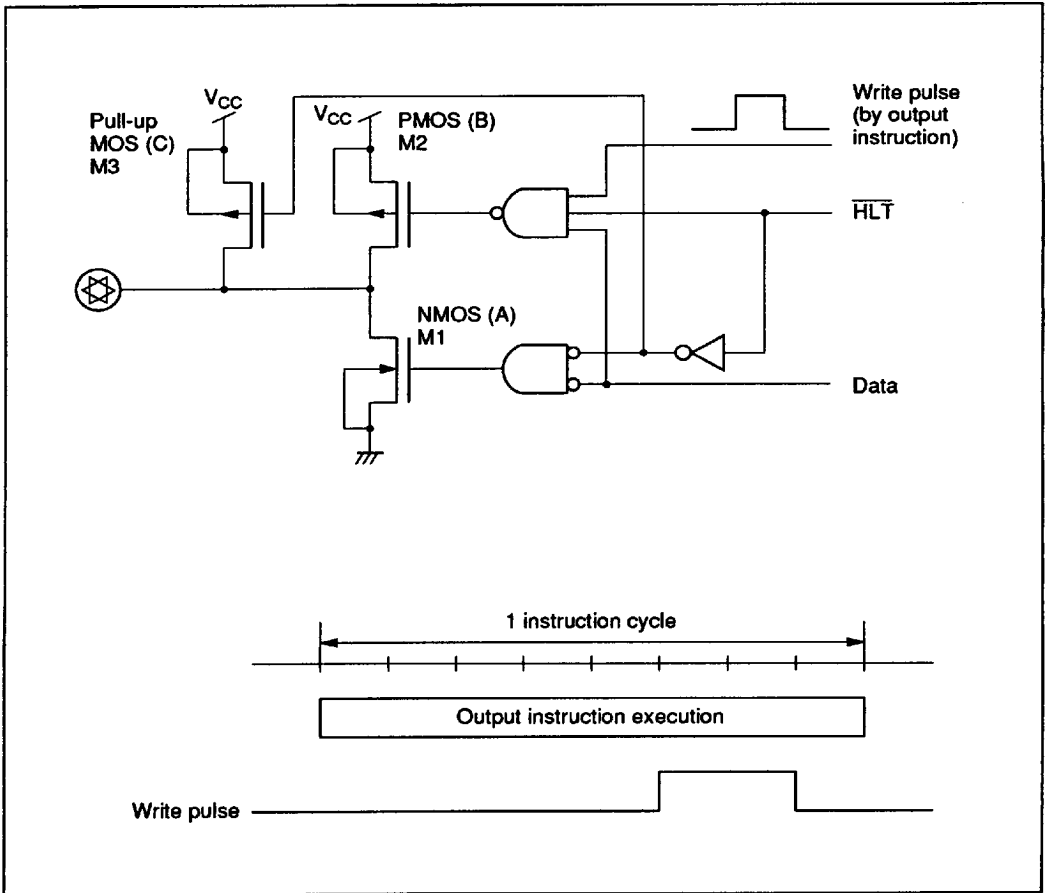 Pull-up
MOS (C)
M3
VCC
VCC
PMOS (B)
M2
Write pulse
(by output
instruction)
HLT
NMOS (A)
M1
Data
1 instruction cycle
Output instruction execution
Write pulse